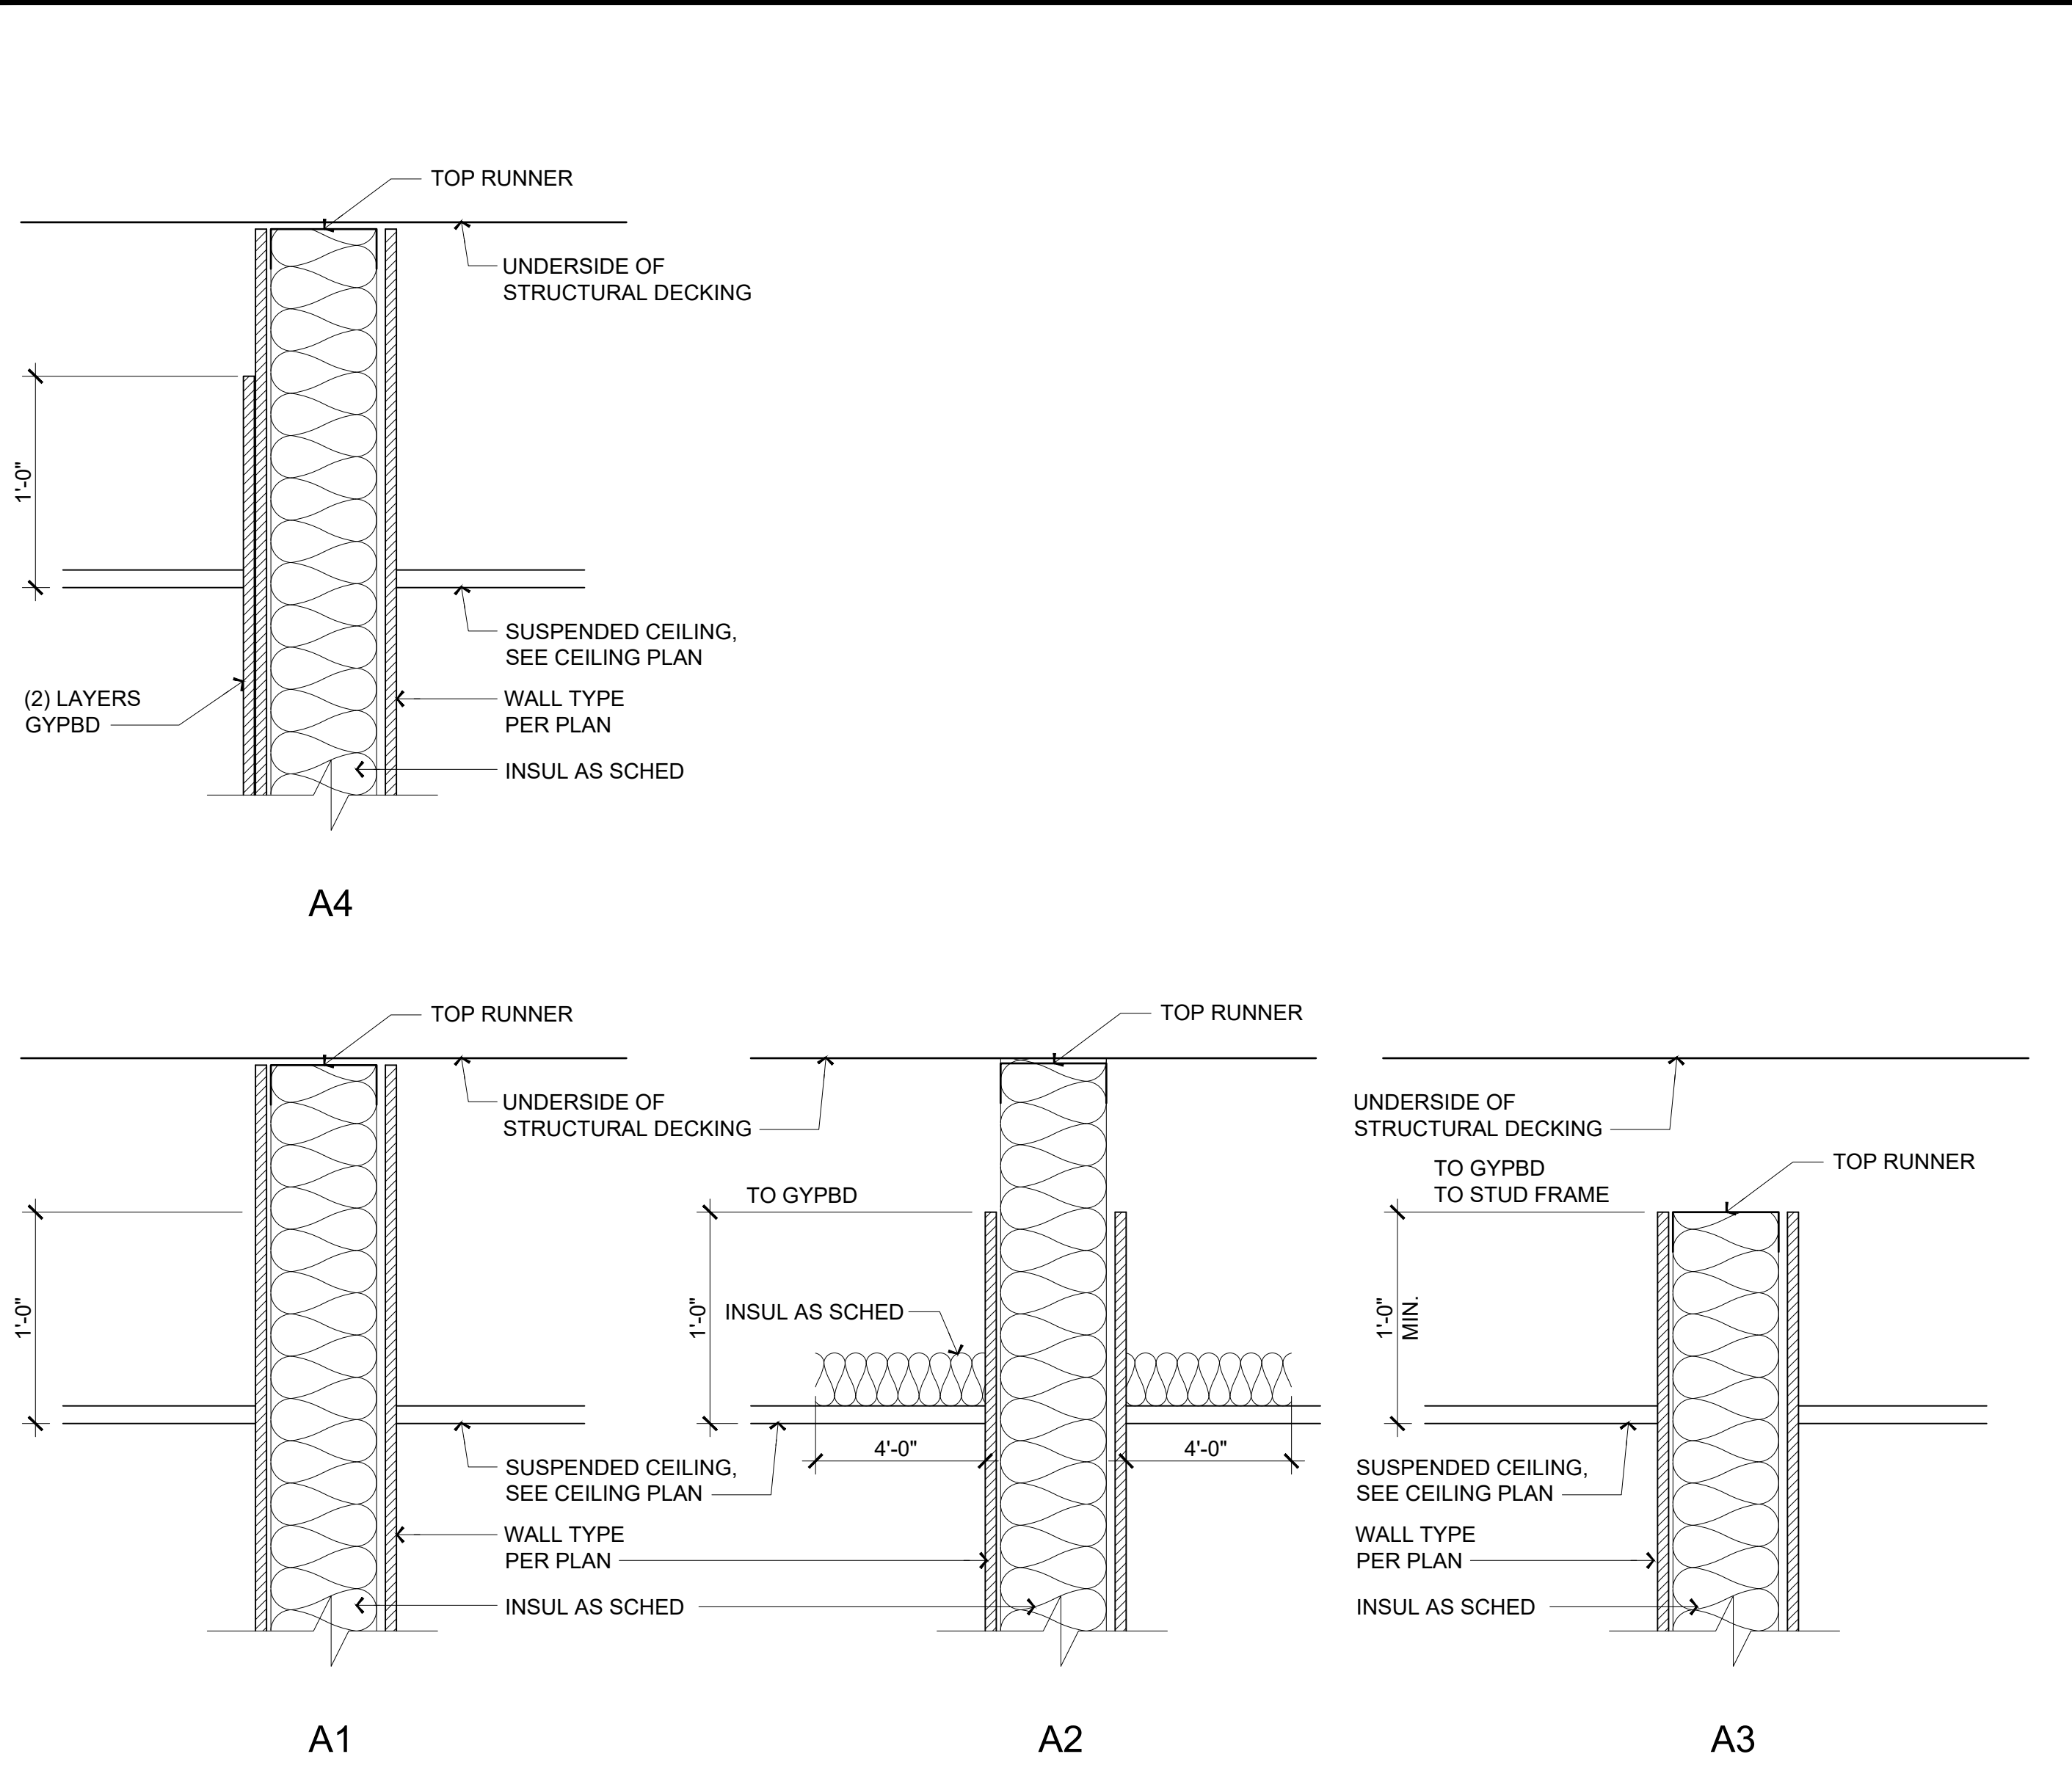 TOP RUNNER
UNDERSIDE OF
STRUCTURAL DECKING
1'-0"
SUSPENDED CEILING,
SEE CEILING PLAN
(2) LAYERS
GYPBD
WALL TYPE
PER PLAN
INSUL AS SCHED
A4
TOP RUNNER
UNDERSIDE OF
STRUCTURAL DECKING
1'-0"
SUSPENDED CEILING,
SEE CEILING PLAN
WALL TYPE
PER PLAN
INSUL AS SCHED
A1
TOP RUNNER
TO GYPBD
1'-0"
INSUL AS SCHED
4'-0"
4'-0"
A2
UNDERSIDE OF
STRUCTURAL DECKING
TOP RUNNER
TO GYPBD
TO STUD FRAME
1'-0"
MIN.
SUSPENDED CEILING,
SEE CEILING PLAN
WALL TYPE
PER PLAN
INSUL AS SCHED
A3